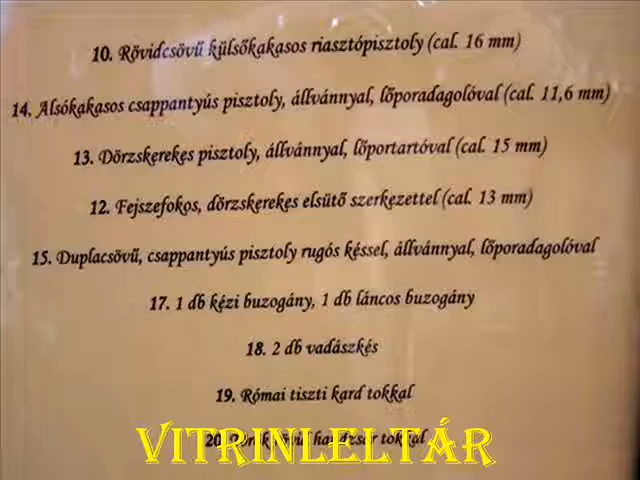 10. Rövidcsövű külsőkakasos riasztópisztoly (cal. 16 mm)
14. Alsókakasos csappantyús pisztoly, állvánnyal, lőporadagolóval (cal. 11,6 mm)
13. Dörzskerekes pisztoly, állvánnyal, lőportartóval (cal. 15 mm)
12. Fejszefokos, dörzskerekes elsütő szerkezettel (cal. 13 mm)
15. Duplacsövű, csappantyús pisztoly rugós késsel, állvánnyal, lőporadagolóval
17. 1 db kézi buzogány, 1 db láncos buzogány
18. 2 db vadászkés
19. Római tiszti kard tokkal
20. handzsár tokkal
VITRINLELTÁR